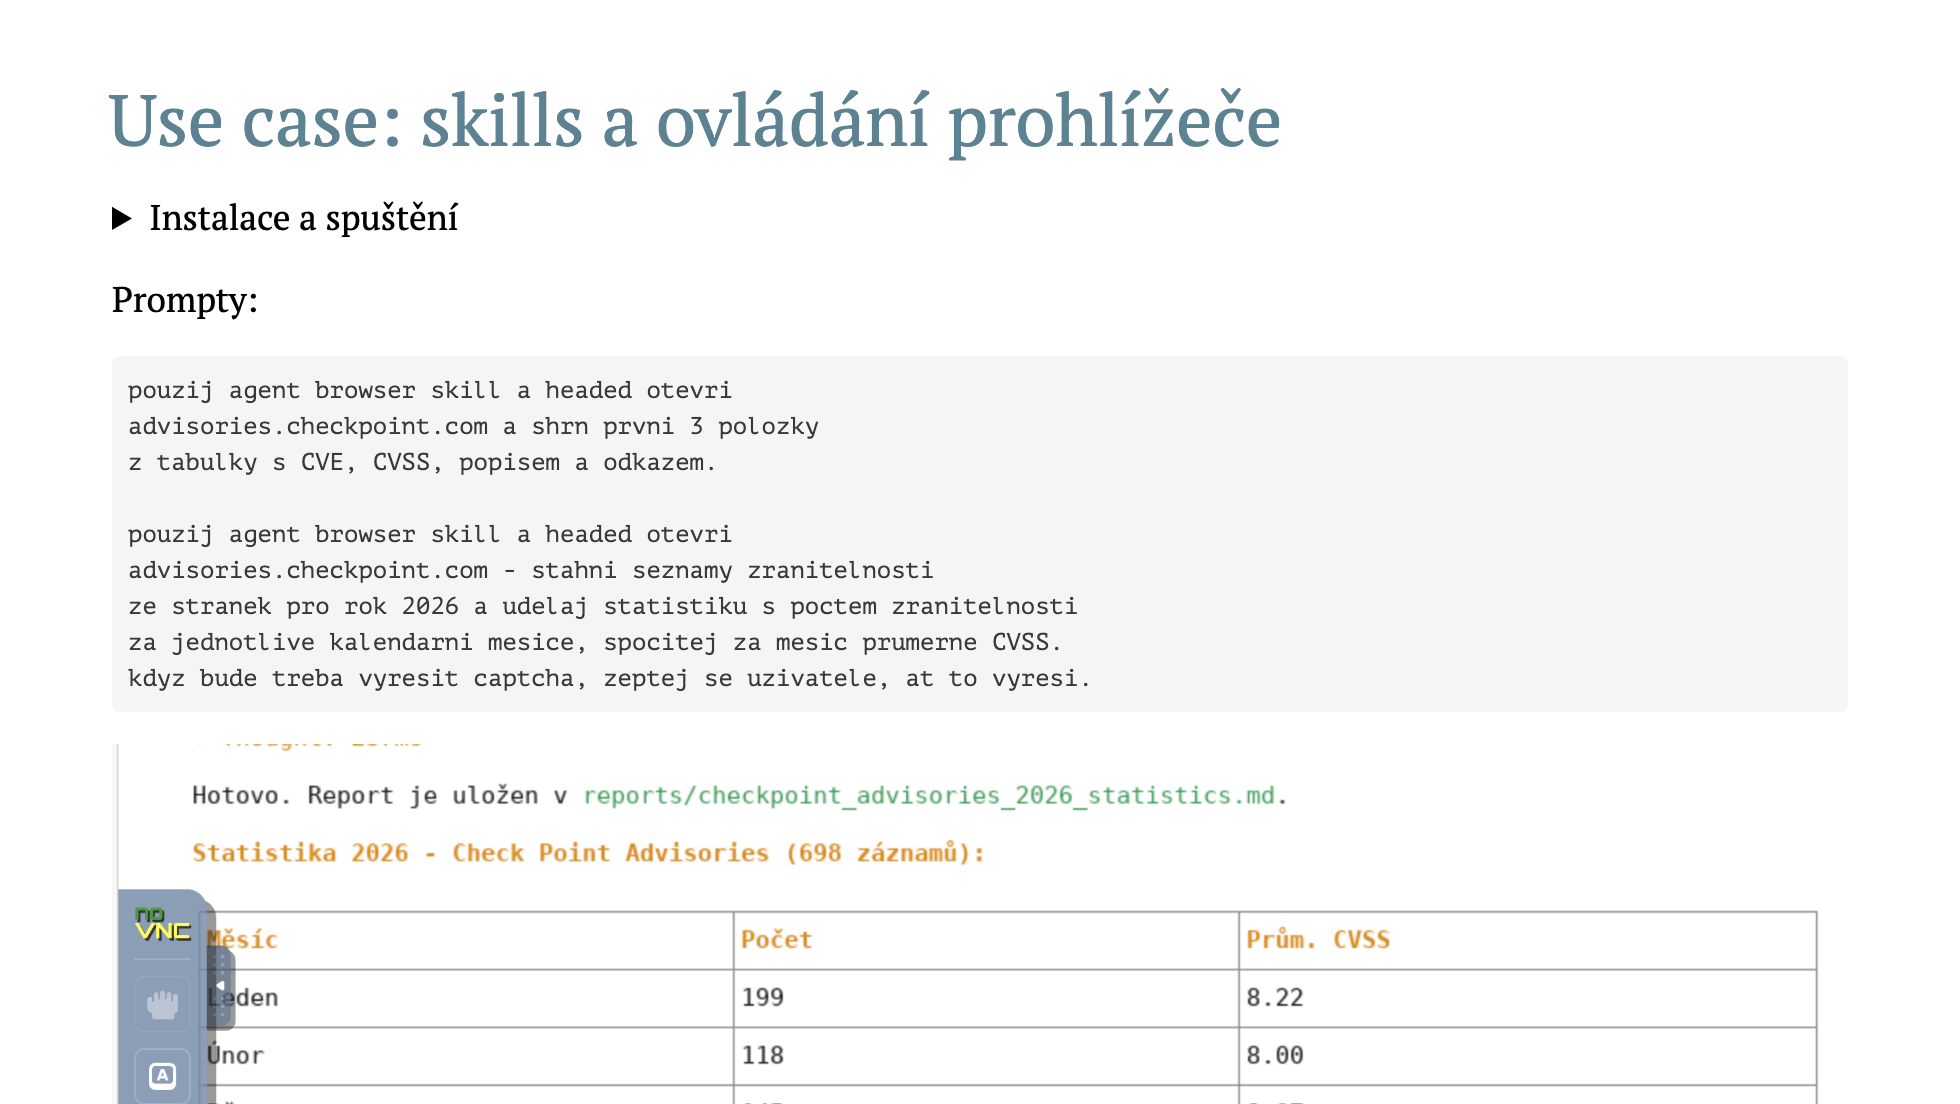 Use case: skills a ovládání prohlížeče
Instalace a spuštění
Prompty:
pouzij agent browser skill a headed otevri
advisories.checkpoint.com a shrn prvni 3 polozky
z tabulky s CVE, CVSS, popisem a odkazem.
pouzij agent browser skill a headed otevri
advisories.checkpoint.com - stahni seznamy zranitelnosti
ze stranek pro rok 2026 a udelaj statistiku s poctem zranitelnosti
za jednotlive kalendarni mesice, spocitej za mesic prumerne CVSS.
kdyz bude treba vyresit captcha, zeptej se uzivatele, at to vyresi.
Hotovo. Report je uložen v reports/checkpoint_advisories_2026_statistics.md.
Statistika 2026 - Check Point Advisories (698 záznamů):
no
VNC
Měsíc Počet Prům. CVSS
Leden 199 8.22
Únor 118 8.00
A